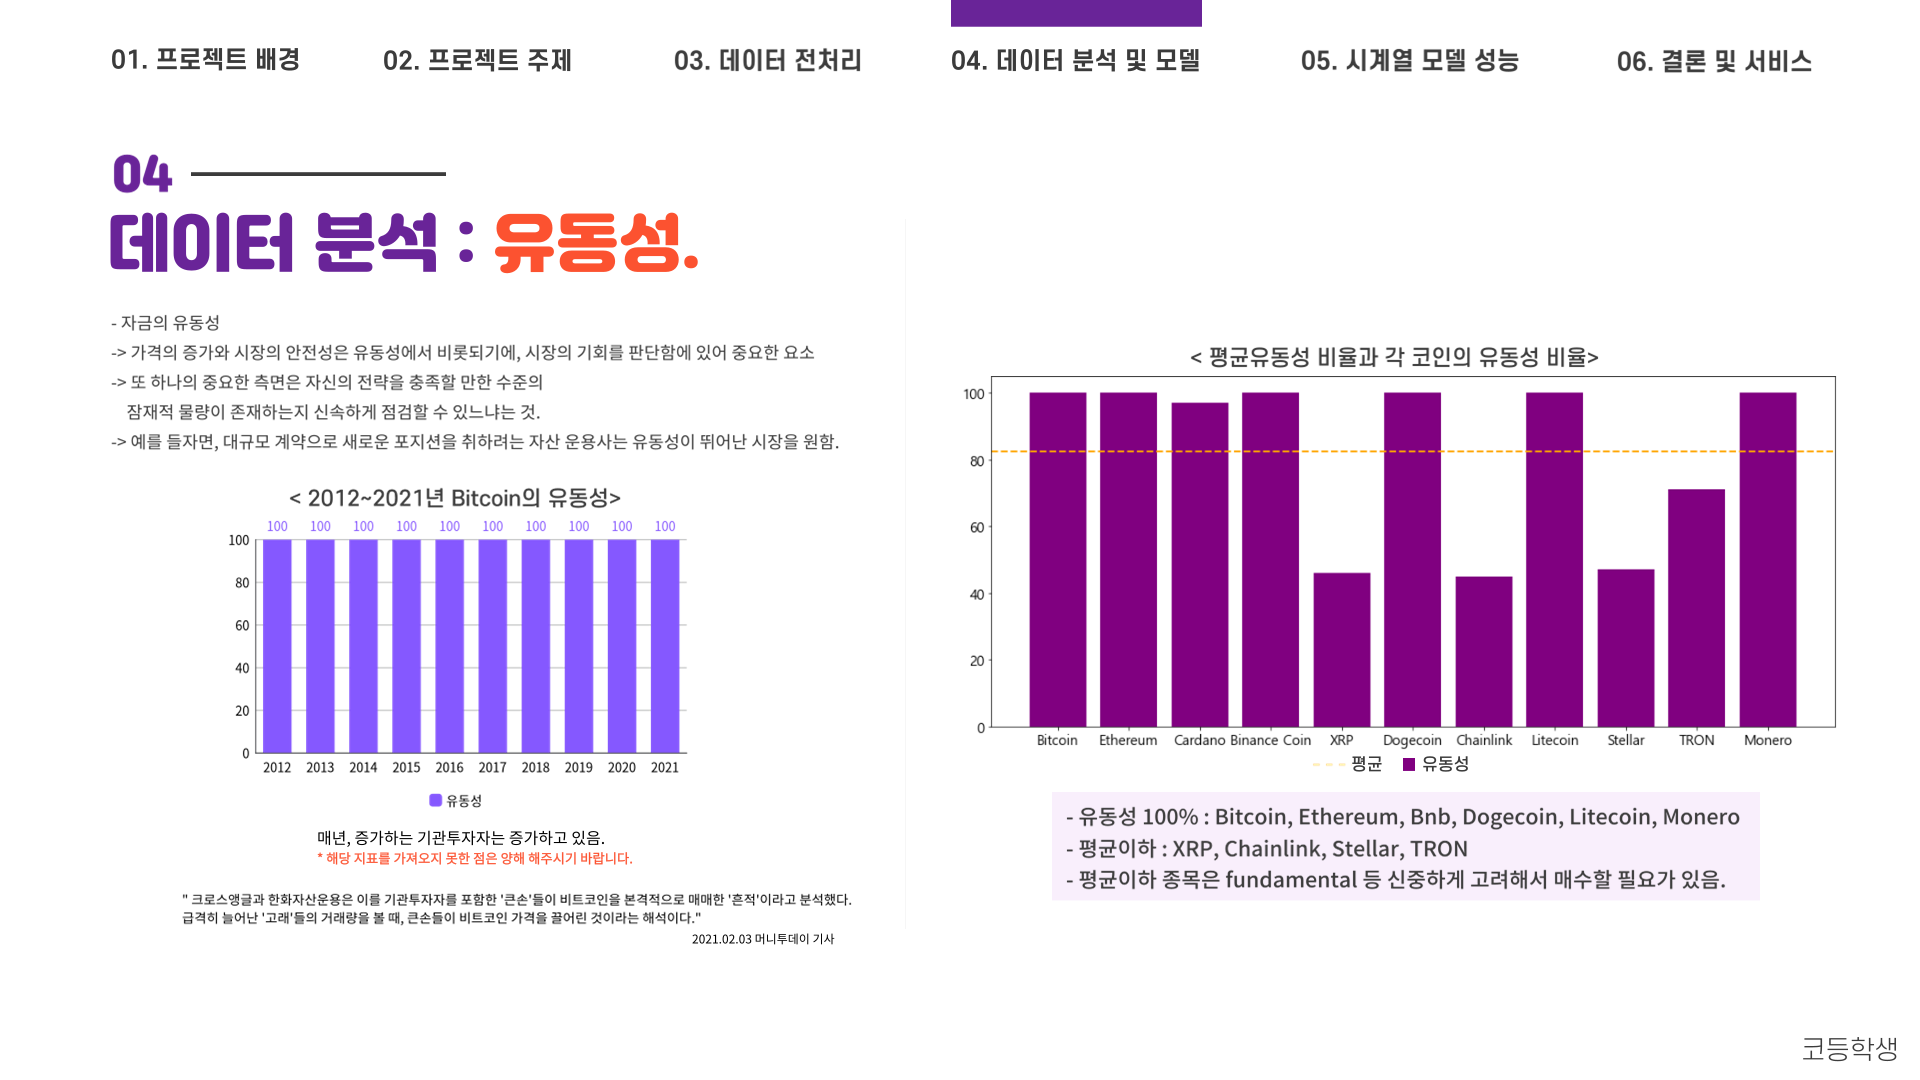 01. 프로젝트 배경
02. 프로젝트 주제
03. 데이터 전처리
04. 데이터 분석 및 모델
05. 시계열 모델 성능
06. 결론 및 서비스
04
데이터 분석 : 유동성.
- 자금의 유동성
-> 가격의 증가와 시장의 안전성은 유동성에서 비롯되기에, 시장의 기회를 판단함에 있어 중요한 요소
-> 또 하나의 중요한 측면은 자신의 전략을 충족할 만한 수준의
잠재적 물량이 존재하는지 신속하게 점검할 수 있느냐는 것.
-> 예를 들자면, 대규모 계약으로 새로운 포지션을 취하려는 자산 운용사는 유동성이 뛰어난 시장을 원함.
< 2012~2021년 Bitcoin의 유동성>
100 100 100 100 100 100 100 100 100 100
100
80
60
40
20
0
2012 2013 2014 2015 2016 2017 2018 2019 2020 2021
유동성
매년, 증가하는 기관투자자는 증가하고 있음.
* 해당 지표를 가져오지 못한 점은 양해 해주시기 바랍니다.
" 크로스앵글과 한화자산운용은 이를 기관투자자를 포함한 '큰손'들이 비트코인을 본격적으로 매매한 '흔적'이라고 분석했다.
급격히 늘어난 '고래'들의 거래량을 볼 때, 큰손들이 비트코인 가격을 끌어린 것이라는 해석이다."
2021.02.03 머니투데이 기사
< 평균유동성 비율과 각 코인의 유동성 비율>
100
80
60
40
20
0
Bitcoin Ethereum Cardano Binance Coin XRP Dogecoin Chainlink Litecoin Stellar TRON Monero
평균 유동성
- 유동성 100% : Bitcoin, Ethereum, Bnb, Dogecoin, Litecoin, Monero
- 평균이하 : XRP, Chainlink, Stellar, TRON
- 평균이하 종목은 fundamental 등 신중하게 고려해서 매수할 필요가 있음.
코등학생